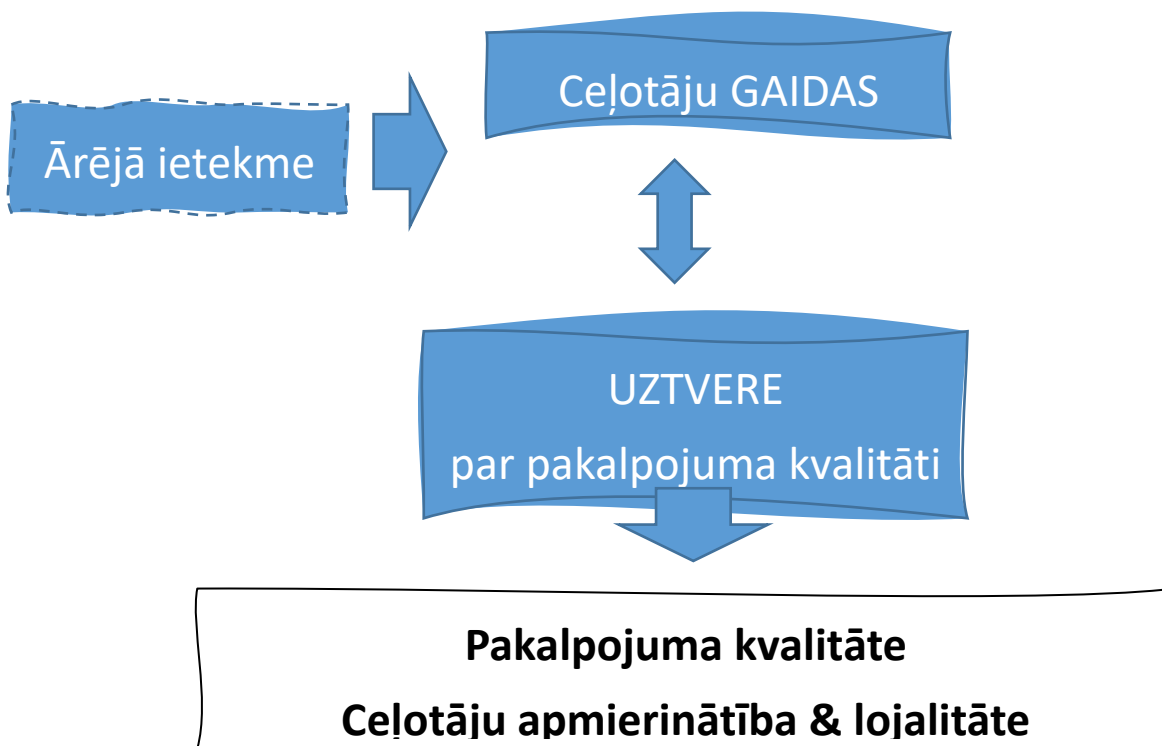 Ceļotāju GAIDAS
Ārējā ietekme
UZTVERE
par pakalpojuma kvalitāti
Pakalpojuma kvalitāte
Ceļotāju apmierinātība & lojalitāte